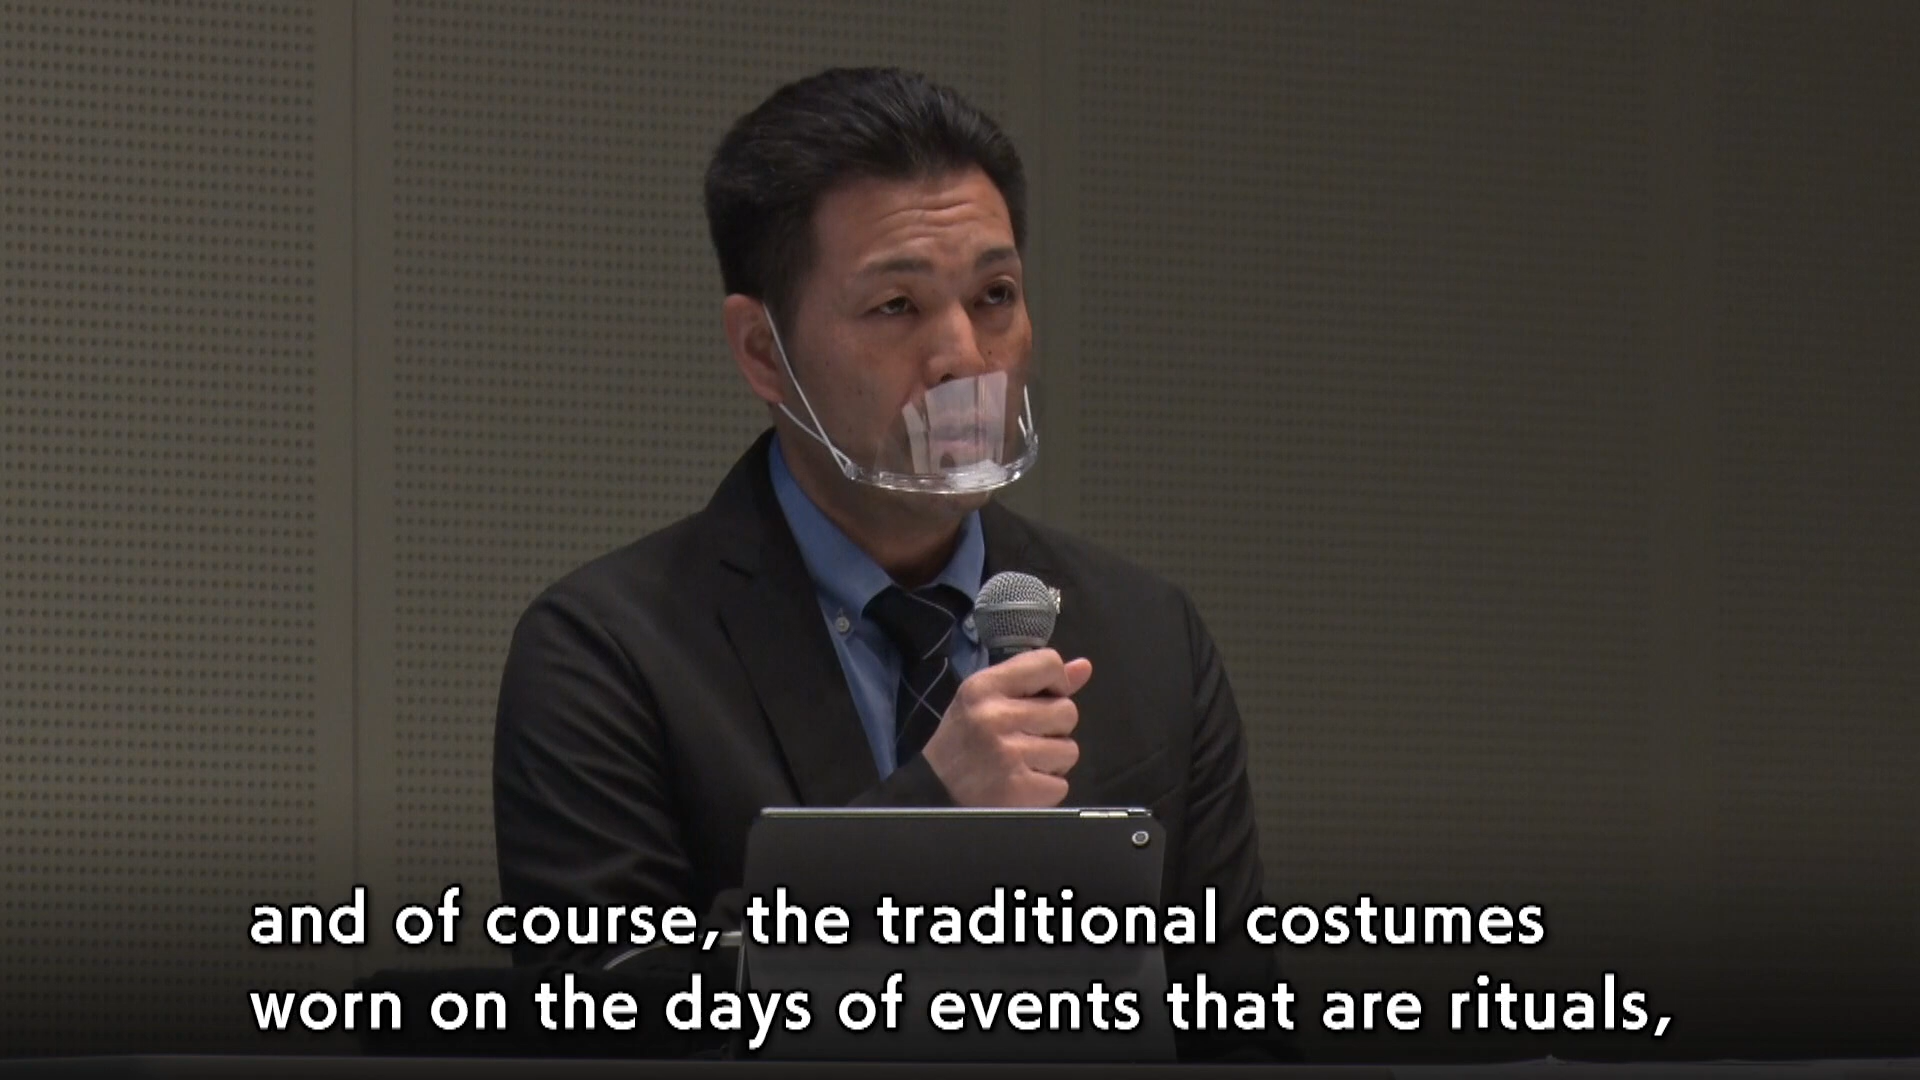 and of course, the traditional costumes
worn on the days of events that are rituals,